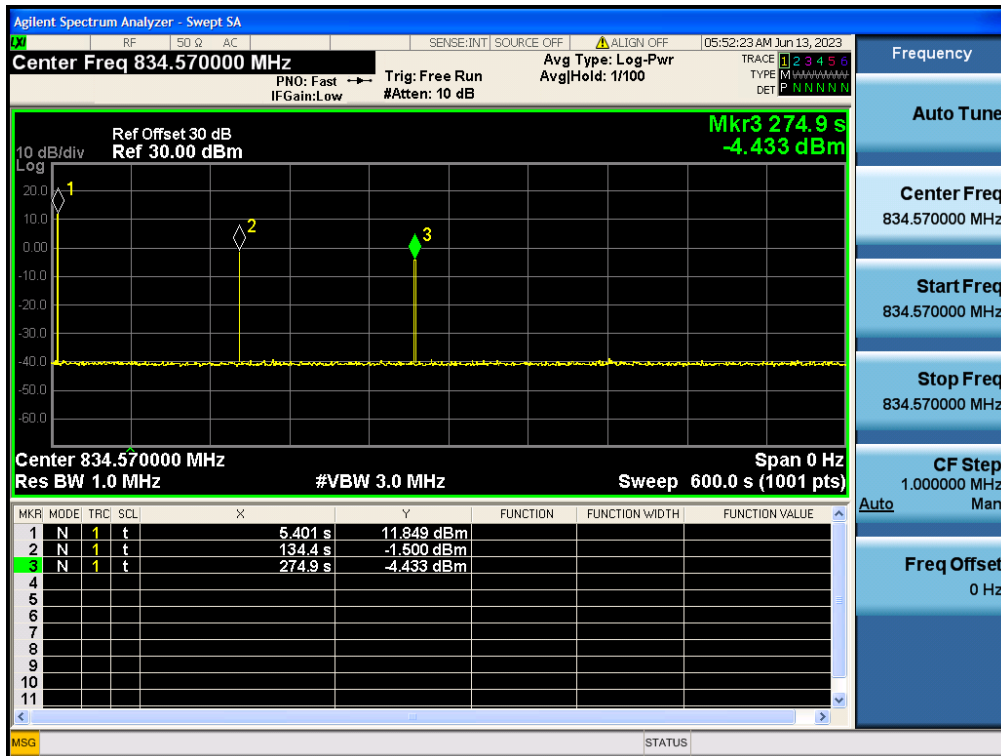 Agilent Spectrum Analyzer - Swept SA
LXI RF 50 Ω AC SENSE:INT SOURCE OFF ALIGN OFF 05:52:23 AM Jun 13, 2023
Center Freq 834.570000 MHz
PNO: Fast
IFGain:Low
Trig: Free Run
#Atten: 10 dB
Avg Type: Log-Pwr
Avg|Hold: 1/100
TRACE 1 2 3 4 5 6
TYPE M
DET P N N N N N
Ref Offset 30 dB
10 dB/div Ref 30.00 dBm
Log
Mkr3 274.9 s
-4.433 dBm
20.0
10.0
0.00
-10.0
-20.0
-30.0
-40.0
-50.0
-60.0
1
2
3
Center 834.570000 MHz Span 0 Hz
Res BW 1.0 MHz #VBW 3.0 MHz Sweep 600.0 s (1001 pts)
MKR MODE TRC SCL X Y FUNCTION FUNCTION WIDTH FUNCTION VALUE
1 N 1 t 5.401 s 11.849 dBm
2 N 1 t 134.4 s -1.500 dBm
3 N 1 t 274.9 s -4.433 dBm
4
5
6
7
8
9
10
11
MSG STATUS
Frequency
Auto Tune
Center Freq
834.570000 MHz
Start Freq
834.570000 MHz
Stop Freq
834.570000 MHz
CF Step
1.000000 MHz
Auto Man
Freq Offset
0 Hz